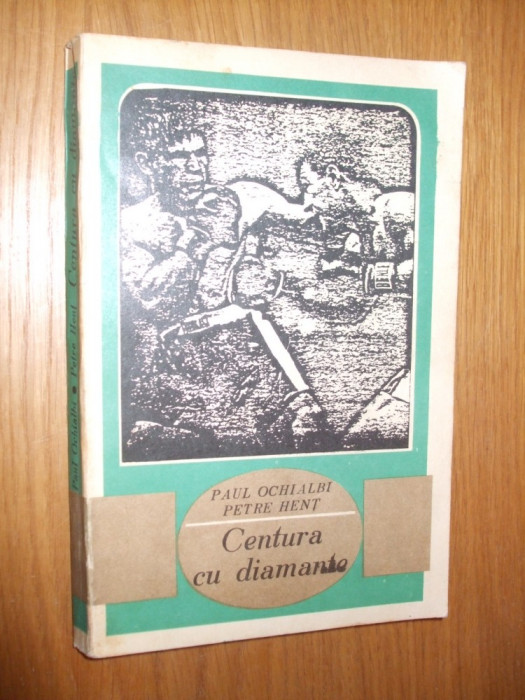 PAUL OCHIALBI
PETRE HENȚ
Centura
cu diamante
Paul Ochialbi • Petre Henț Centura cu diamante